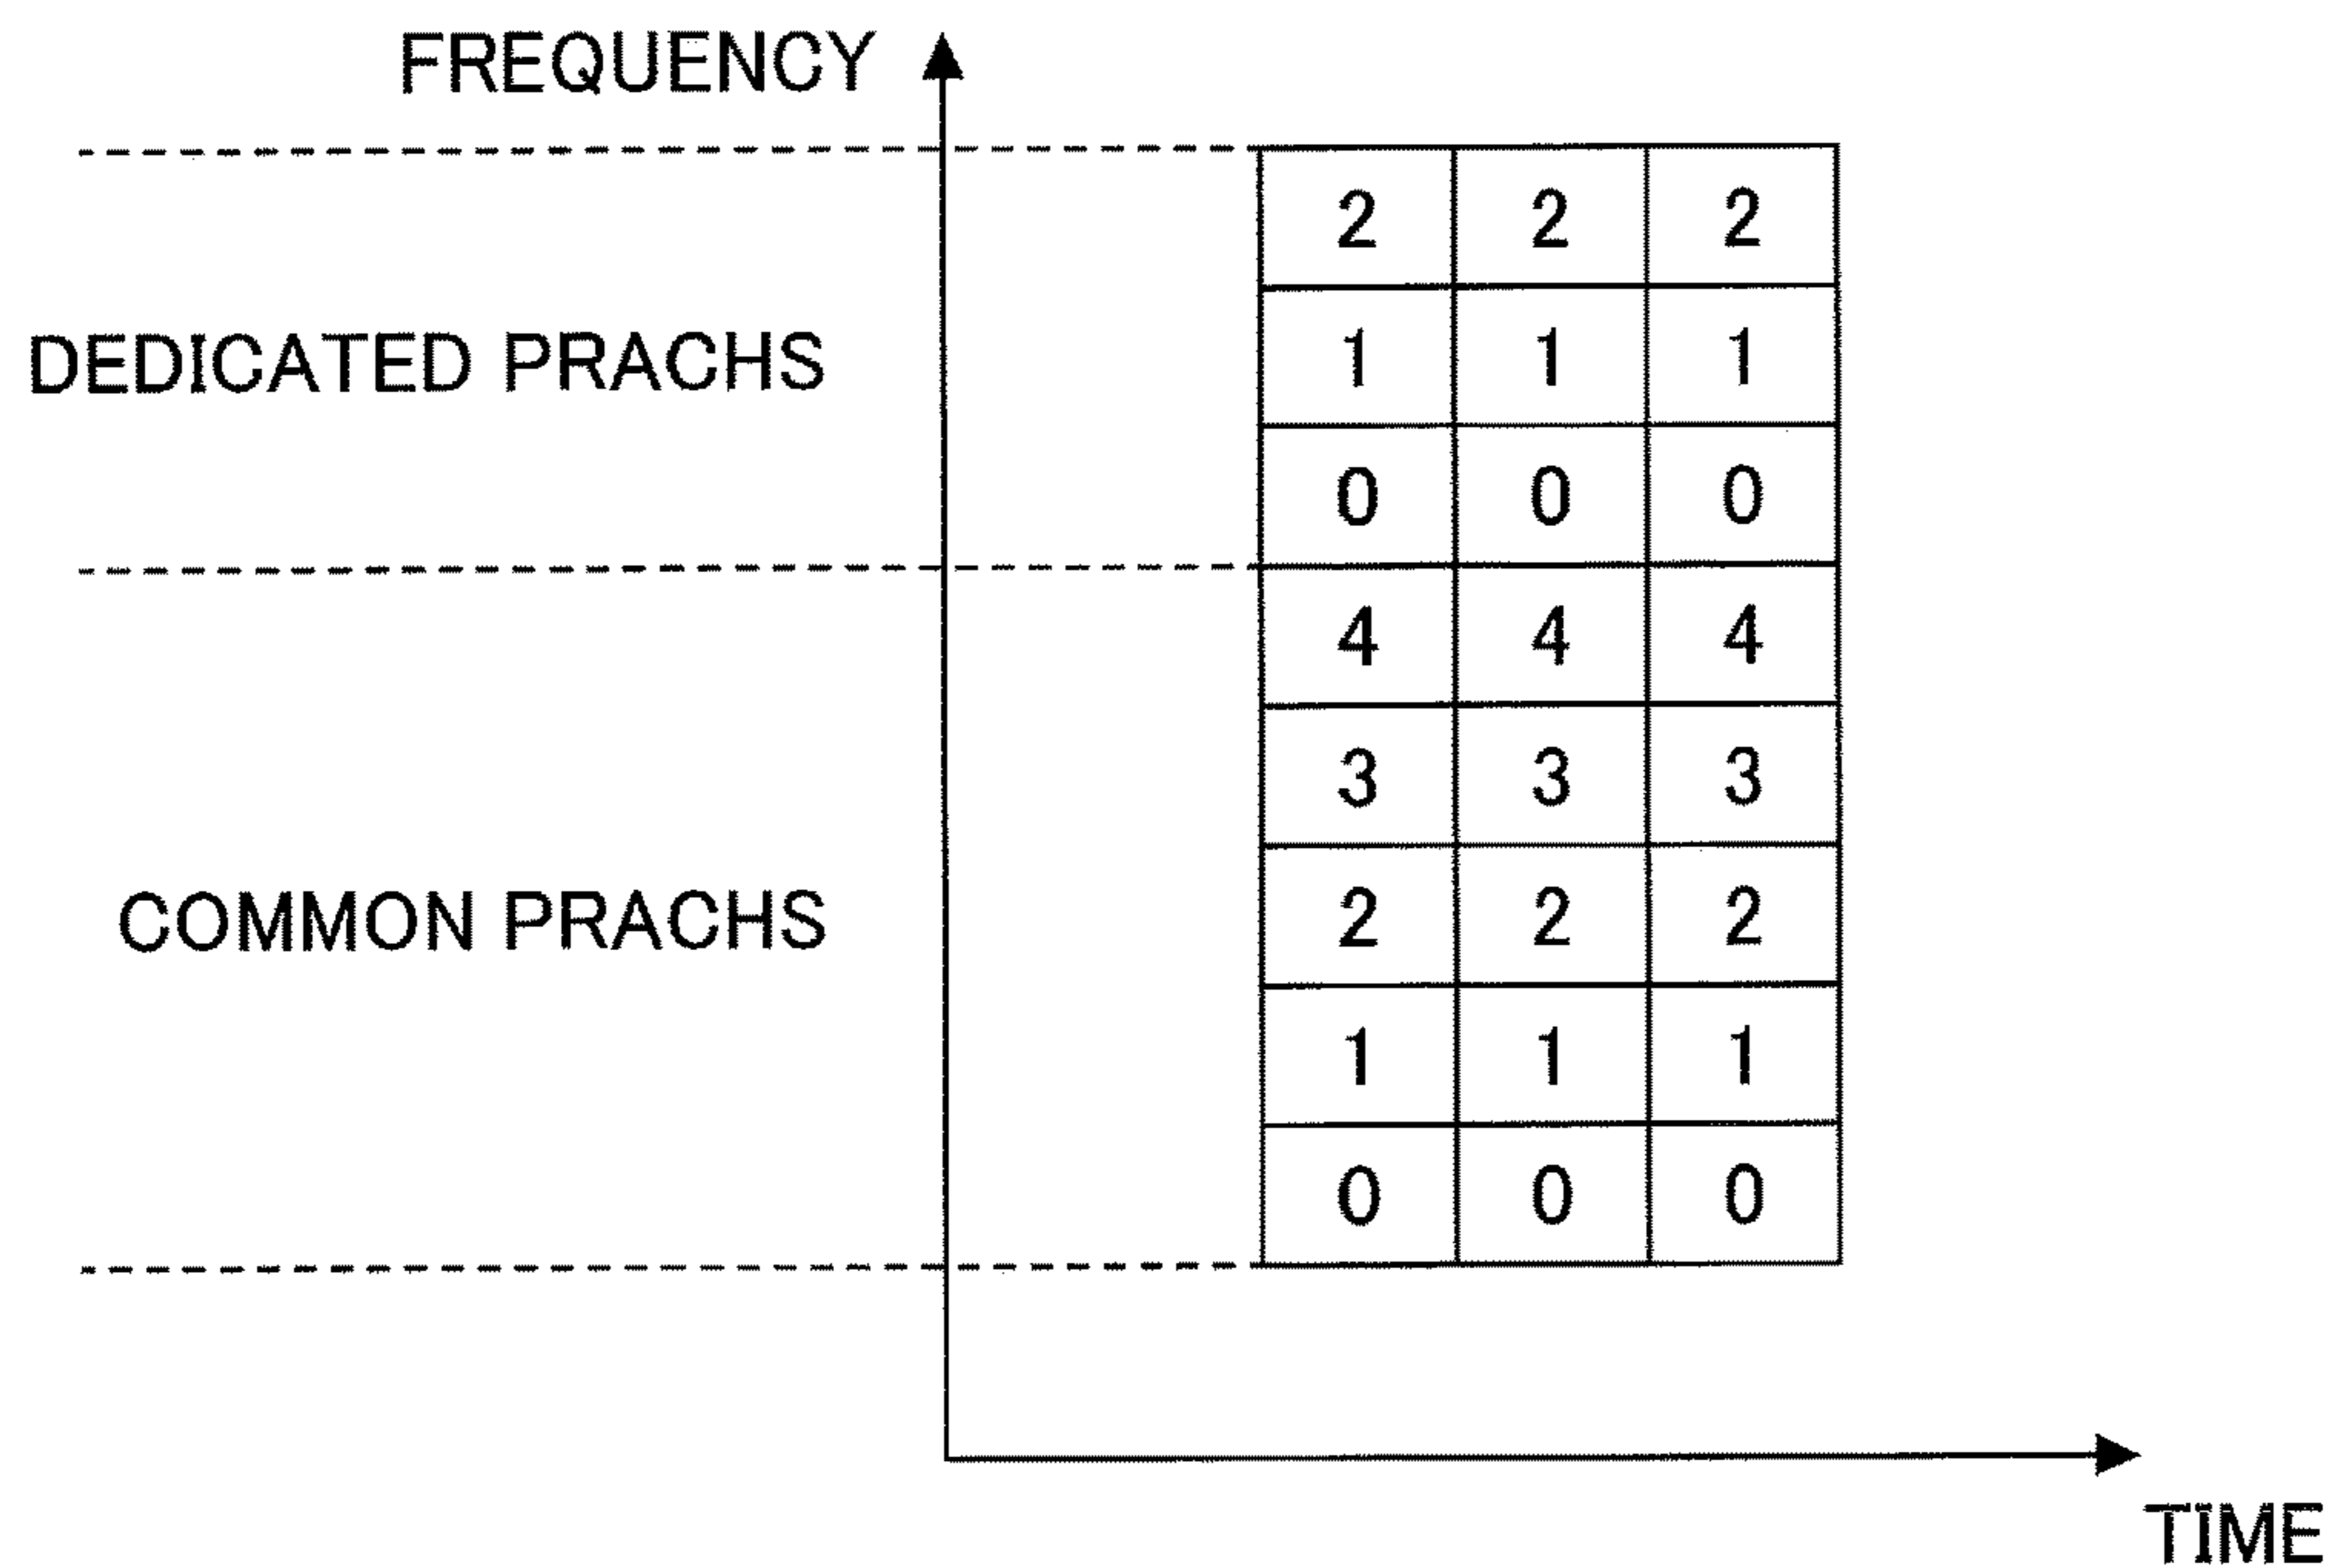 FREQUENCY
2 2 2
DEDICATED PRACHS
1 1 1
0 0 0
4 4 4
3 3 3
COMMON PRACHS
2 2 2
1 1 1
0 0 0
TIME